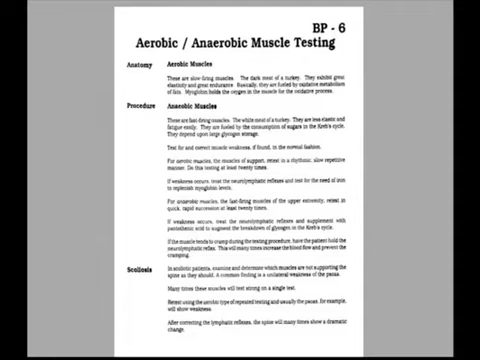 BP - 6
Aerobic / Anaerobic Muscle Testing
Anatomy Aerobic Muscles
These are slow-firing muscles. The dark meat of a turkey. They exhibit great
elasticity and great endurance. Basically, they are fueled by oxidative metabolism
of fats. Myoglobin holds the oxygen in the muscle for the oxidative process.
Procedure Anaerobic Muscles
These are fast-firing muscles. The white meat of a turkey. They are less elastic and
fatigue easily. They are fueled by the consumption of sugars in the Kreb's cycle.
They depend upon large glycogen storage.
Test for and correct muscle weakness, if found, in the normal fashion.
For aerobic muscles, the muscles of support, retest in a rhythmic, slow repetitive
manner. Do this testing at least twenty times.
If weakness occurs, treat the neurolymphatic reflexes and test for the need of iron
to replenish myoglobin levels.
For anaerobic muscles, the fast-firing muscles of the upper extremity, retest in
quick, rapid succession at least twenty times.
If weakness occurs, treat the neurolymphatic reflexes and supplement with
pantothenic acid to augment the breakdown of glycogen in the Kreb's cycle.
If the muscle tends to cramp during the testing procedure, have the patient hold the
neurolymphatic reflex. This will many times increase the blood flow and prevent the
cramping.
Scoliosis In scoliotic patients, examine and determine which muscles are not supporting the
spine as they should. A common finding is a unilateral weakness of the psoas.
Many times these muscles will test strong on a single test.
Retest using the aerobic type of repeated testing and usually the psoas, for example,
will show weakness.
After correcting the lymphatic reflexes, the spine will many times show a dramatic
change.